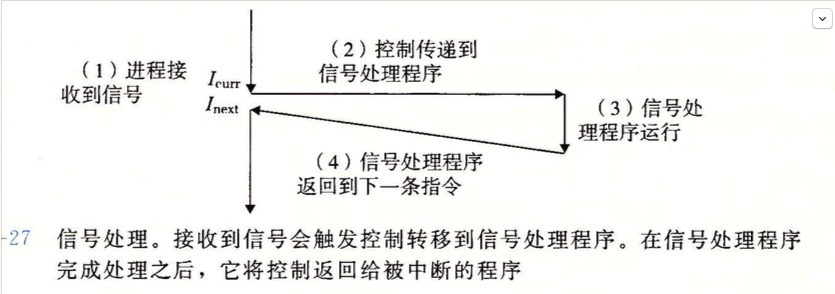 （1）进程接
收到信号
I curr
I next
（2）控制传递到
信号处理程序
（3）信号处
理程序运行
（4）信号处理程序
返回到下一条指令
-27 信号处理。接收到信号会触发控制转移到信号处理程序。在信号处理程序
完成处理之后，它将控制返回给被中断的程序